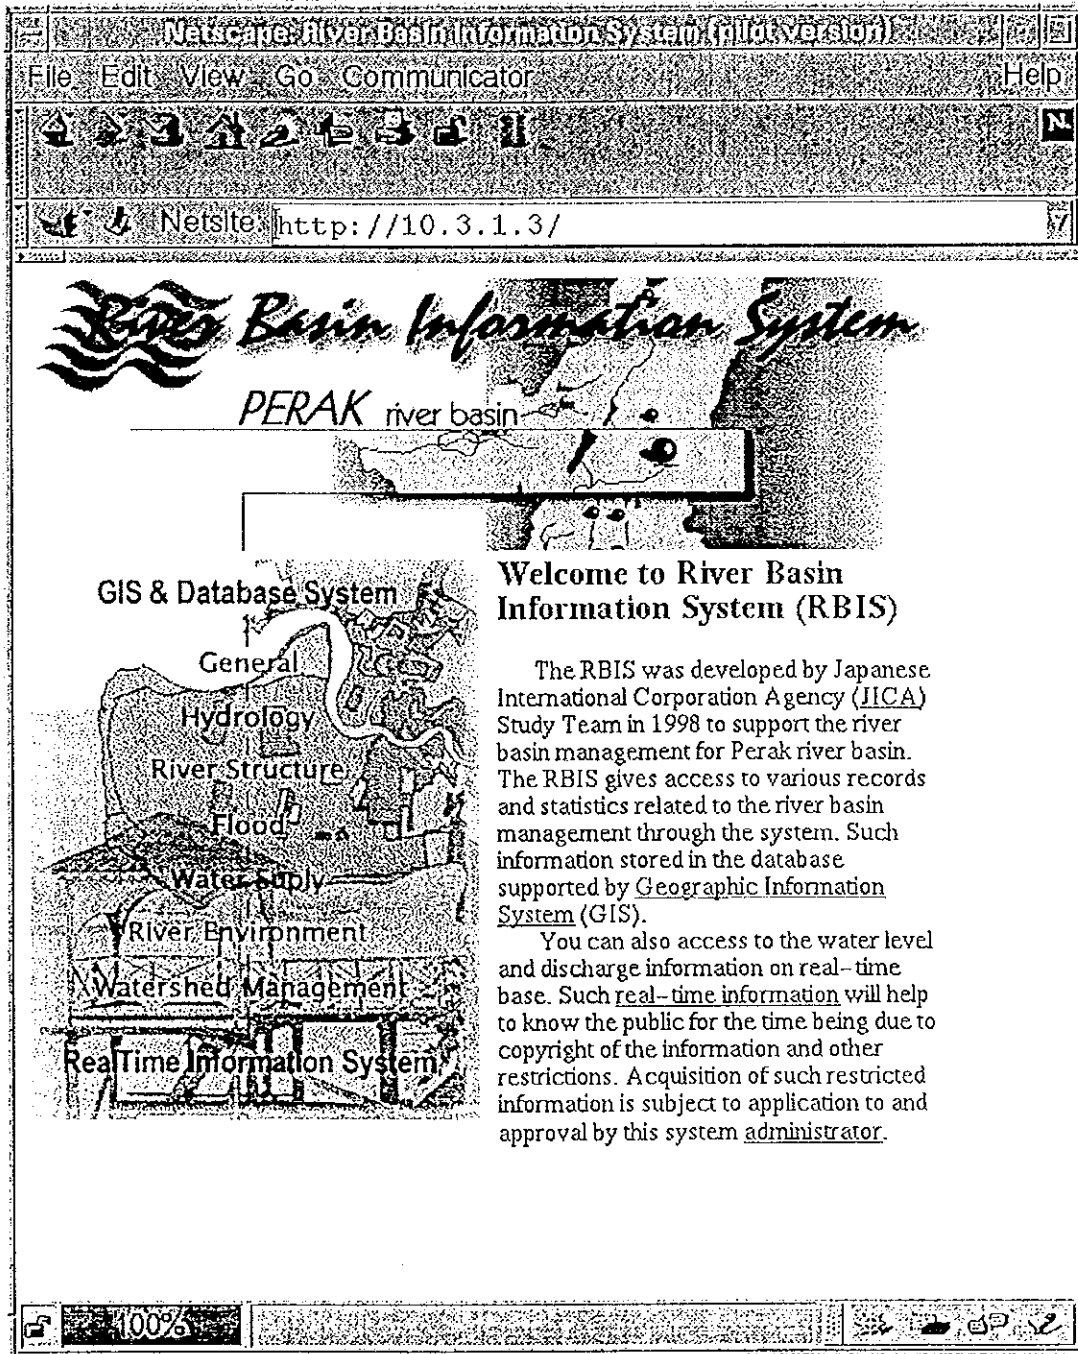 Netscape: River Basin Information System (pilot version)
File Edit View Go Communicator Help
N
Netsite: http://10.3.1.3/
River Basin Information System
PERAK river basin
GIS & Database System
General
Hydrology
River Structure
Flood
Water Suply
River Environment
Watershed Management
RealTime Information System
Welcome to River Basin
Information System (RBIS)
The RBIS was developed by Japanese
International Corporation Agency (JICA)
Study Team in 1998 to support the river
basin management for Perak river basin.
The RBIS gives access to various records
and statistics related to the river basin
management through the system. Such
information stored in the database
supported by Geographic Information
System (GIS).
You can also access to the water level
and discharge information on real-time
base. Such real-time information will help
to know the public for the time being due to
copyright of the information and other
restrictions. Acquisition of such restricted
information is subject to application to and
approval by this system administrator.
100%